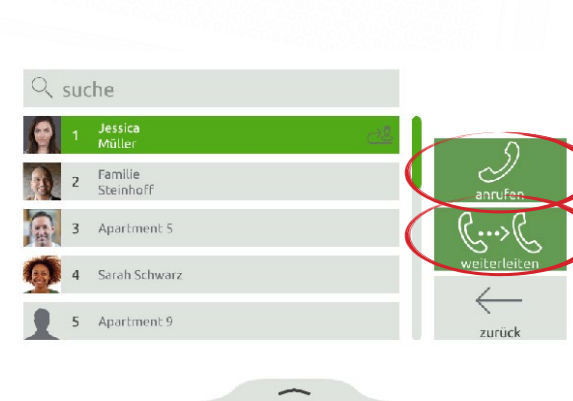 suche
1 Jessica
Müller
2 Familie
Steinhoff
3 Apartment 5
4 Sarah Schwarz
5 Apartment 9
anrufen
weiterleiten
zurück